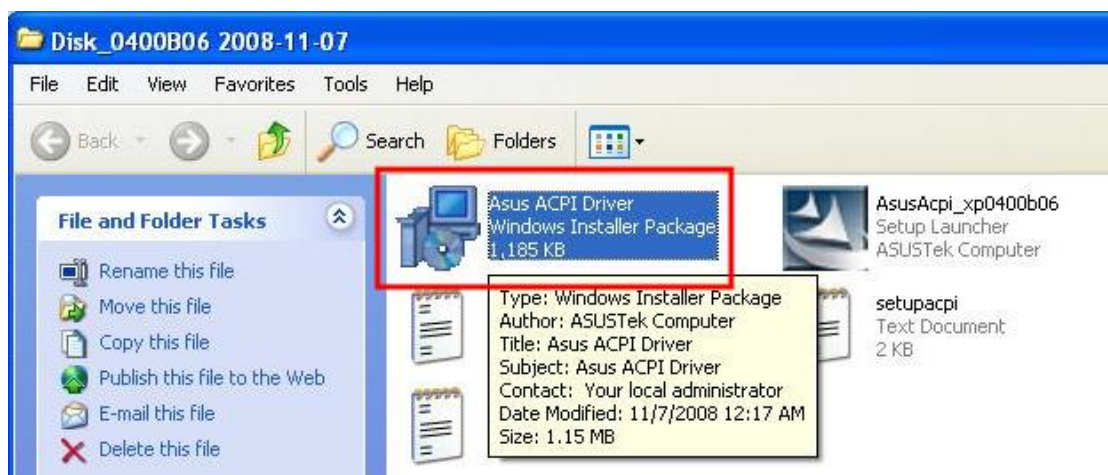 Disk_0400B06 2008-11-07
File Edit View Favorites Tools Help
Back Search Folders
File and Folder Tasks
Rename this file
Move this file
Copy this file
Publish this file to the Web
E-mail this file
Delete this file
Asus ACPI Driver
Windows Installer Package
1,185 KB
AsusAcpi_xp0400b06
Setup Launcher
ASUSTek Computer
Type: Windows Installer Package
Author: ASUSTek Computer
Title: Asus ACPI Driver
Subject: Asus ACPI Driver
Contact: Your local administrator
Date Modified: 11/7/2008 12:17 AM
Size: 1.15 MB
setupacpi
Text Document
2 KB